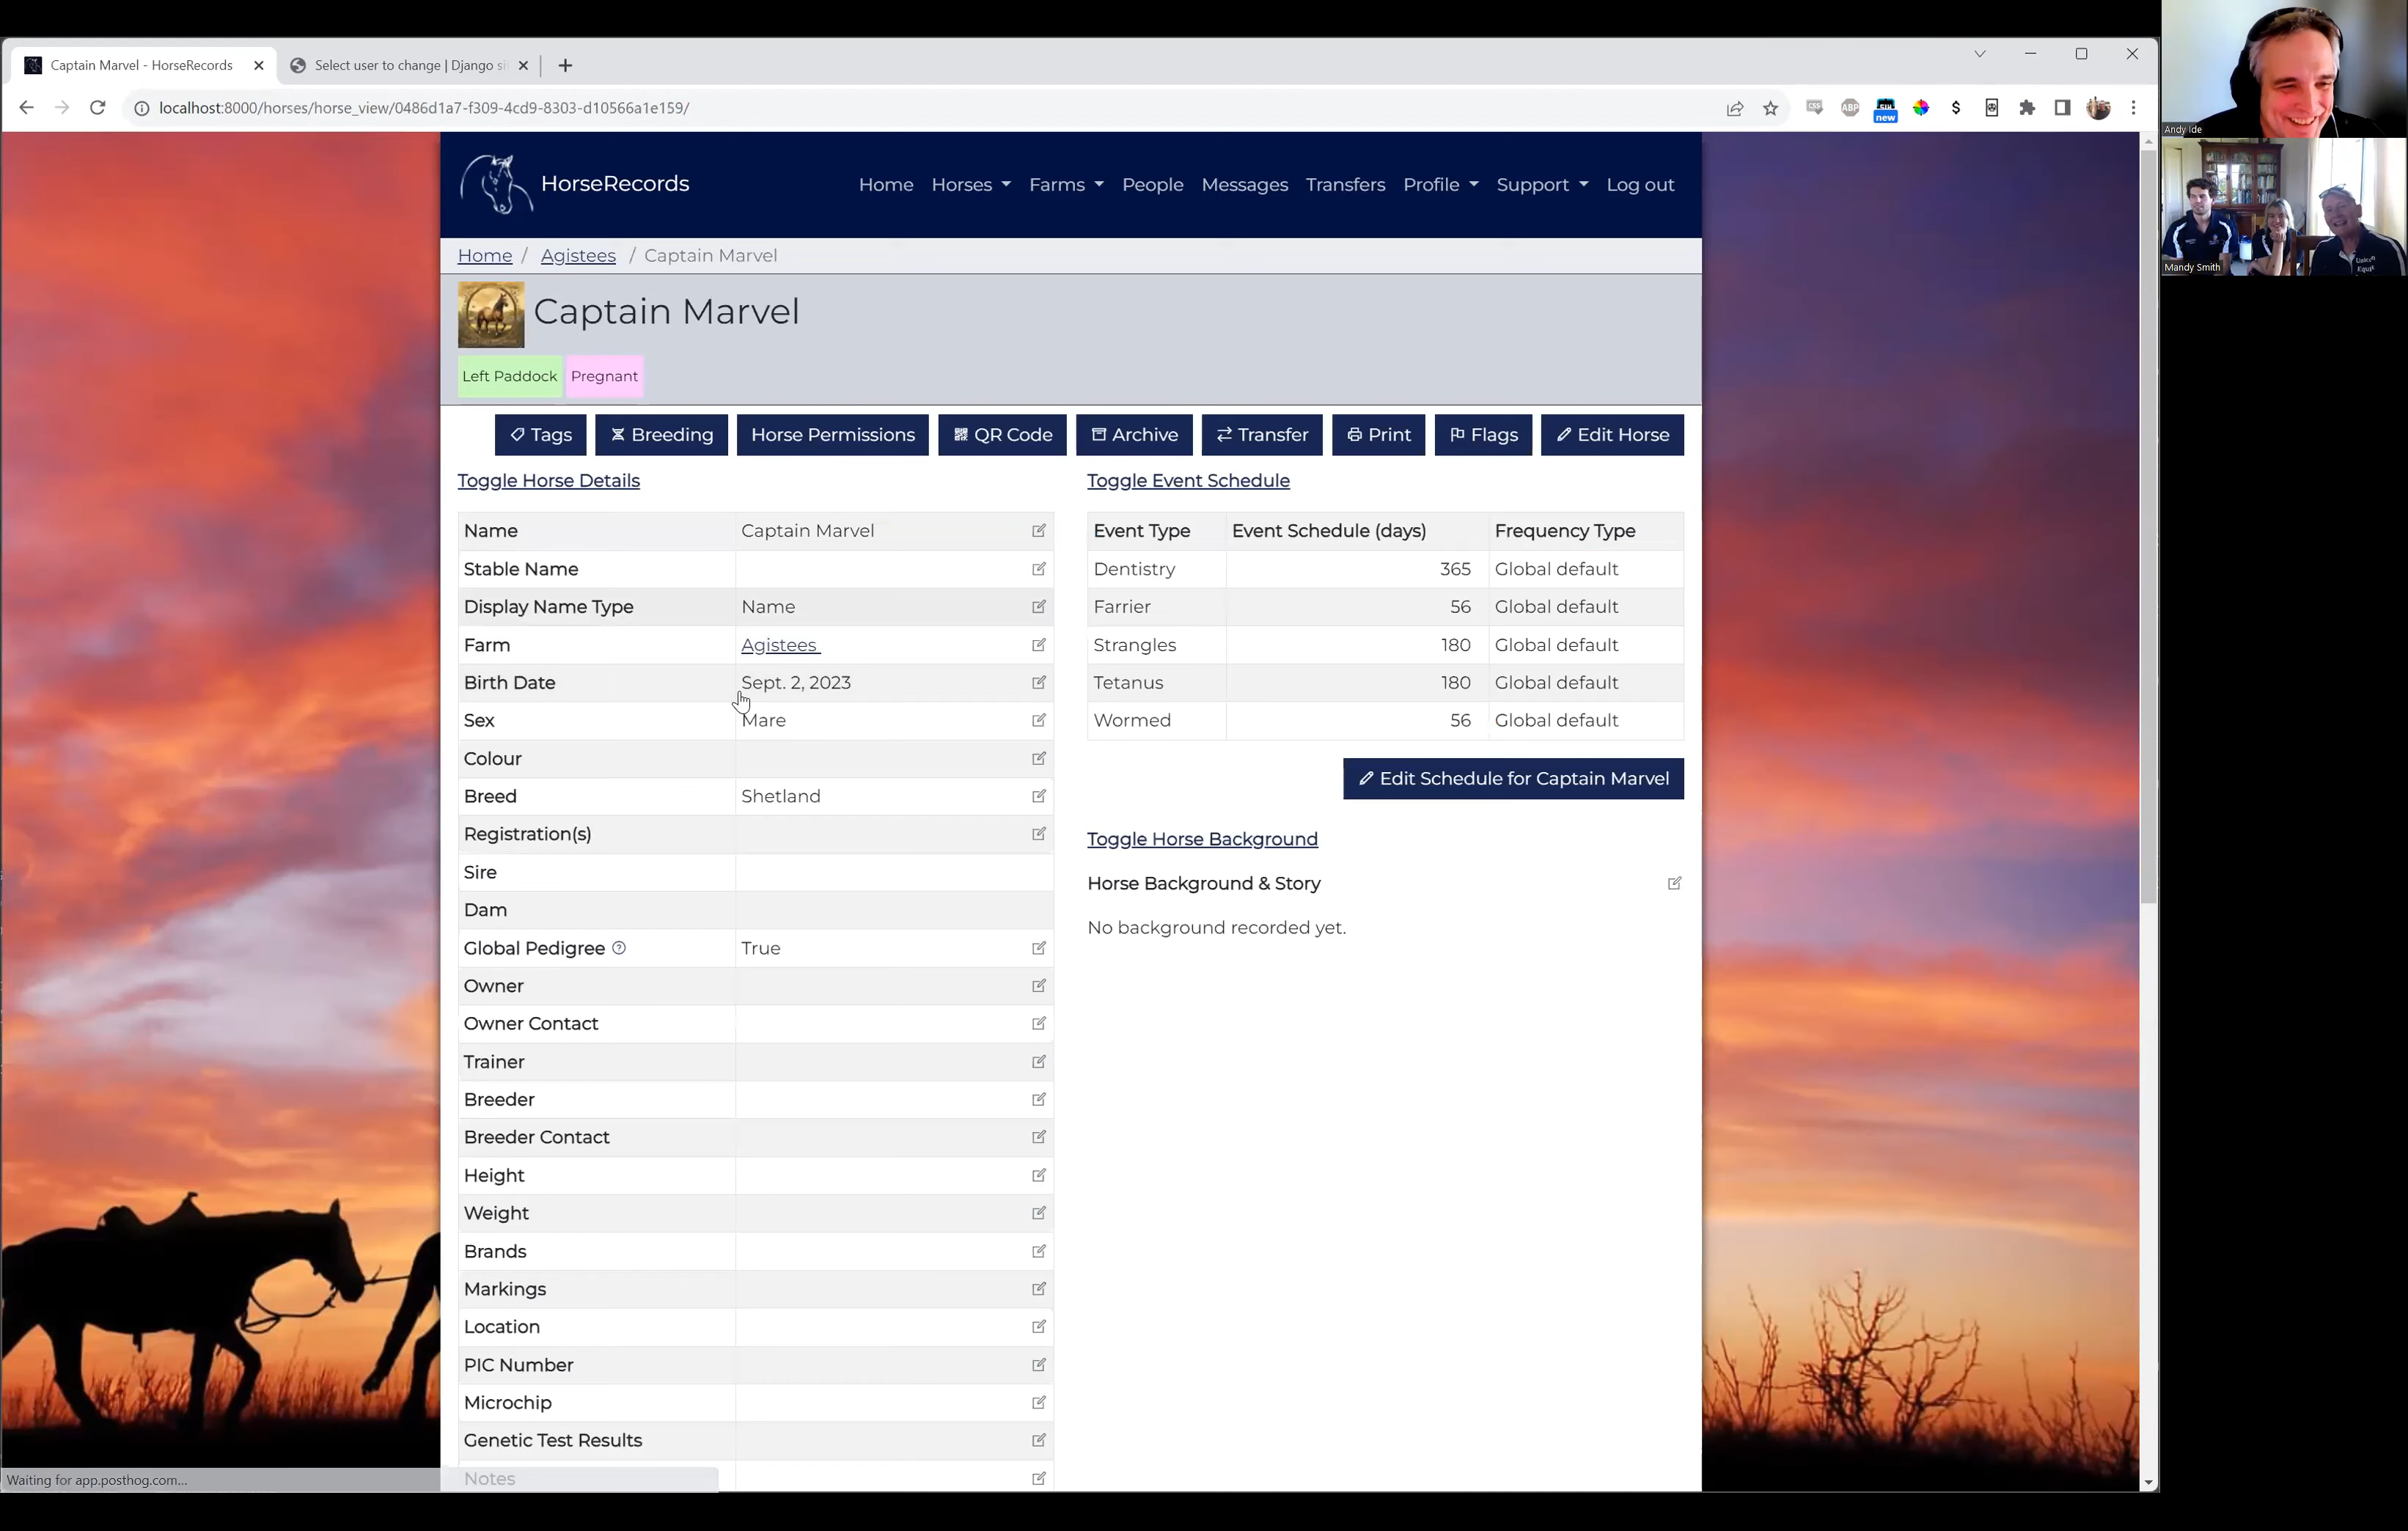 Captain Marvel - HorseRecords
Select user to change | Django si
localhost:8000/horses/horse_view/0486d1a7-f309-4cd9-8303-d10566a1e159/
CSS
ABP
new
$
Andy Ide
Mandy Smith
HorseRecords
Home Horses Farms People Messages Transfers Profile Support Log out
Home / Agistees / Captain Marvel
Captain Marvel
Left Paddock Pregnant
Tags Breeding Horse Permissions QR Code Archive Transfer Print Flags Edit Horse
Toggle Horse Details
Name Captain Marvel
Stable Name
Display Name Type Name
Farm Agistees
Birth Date Sept. 2, 2023
Sex Mare
Colour
Breed Shetland
Registration(s)
Sire
Dam
Global Pedigree ? True
Owner
Owner Contact
Trainer
Breeder
Breeder Contact
Height
Weight
Brands
Markings
Location
PIC Number
Microchip
Genetic Test Results
Notes
Toggle Event Schedule
Event Type Event Schedule (days) Frequency Type
Dentistry 365 Global default
Farrier 56 Global default
Strangles 180 Global default
Tetanus 180 Global default
Wormed 56 Global default
Edit Schedule for Captain Marvel
Toggle Horse Background
Horse Background & Story
No background recorded yet.
Waiting for app.posthog.com...